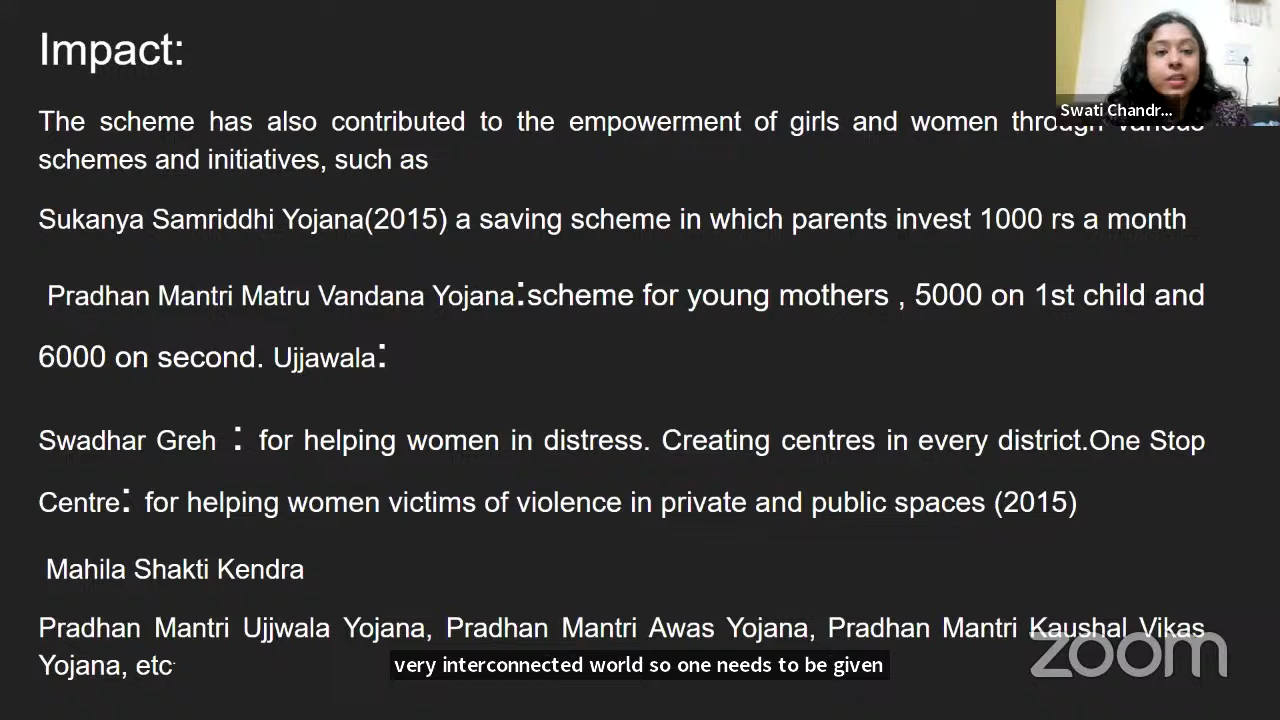 Impact:
Swati Chandr...
The scheme has also contributed to the empowerment of girls and women through various
schemes and initiatives, such as
Sukanya Samriddhi Yojana(2015) a saving scheme in which parents invest 1000 rs a month
Pradhan Mantri Matru Vandana Yojana:scheme for young mothers , 5000 on 1st child and
6000 on second. Ujjawala:
Swadhar Greh : for helping women in distress. Creating centres in every district.One Stop
Centre: for helping women victims of violence in private and public spaces (2015)
Mahila Shakti Kendra
Pradhan Mantri Ujjwala Yojana, Pradhan Mantri Awas Yojana, Pradhan Mantri Kaushal Vikas
Yojana, etc
very interconnected world so one needs to be given
zoom